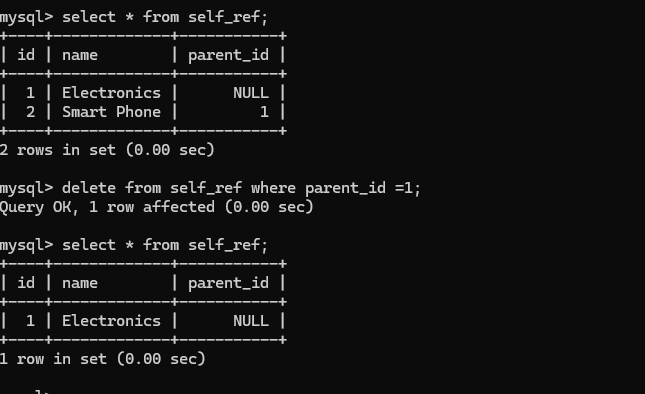 mysql> select * from self_ref;
+----+-------------+-----------+
| id | name        | parent_id |
+----+-------------+-----------+
|  1 | Electronics |      NULL |
|  2 | Smart Phone |         1 |
+----+-------------+-----------+
2 rows in set (0.00 sec)
mysql> delete from self_ref where parent_id =1;
Query OK, 1 row affected (0.00 sec)
mysql> select * from self_ref;
+----+-------------+-----------+
| id | name        | parent_id |
+----+-------------+-----------+
|  1 | Electronics |      NULL |
+----+-------------+-----------+
1 row in set (0.00 sec)